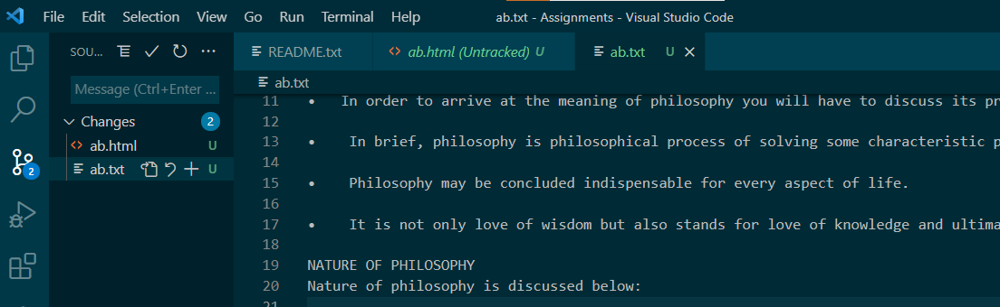 File Edit Selection View Go Run Terminal Help ab.txt - Assignments - Visual Studio Code
SOU...
Message (Ctrl+Enter ...
Changes 2
ab.html U
ab.txt U
2
README.txt ab.html (Untracked) U ab.txt U
ab.txt
11 • In order to arrive at the meaning of philosophy you will have to discuss its
12
13 • In brief, philosophy is philosophical process of solving some characteristic
14
15 • Philosophy may be concluded indispensable for every aspect of life.
16
17 • It is not only love of wisdom but also stands for love of knowledge and
18
19 NATURE OF PHILOSOPHY
20 Nature of philosophy is discussed below:
21